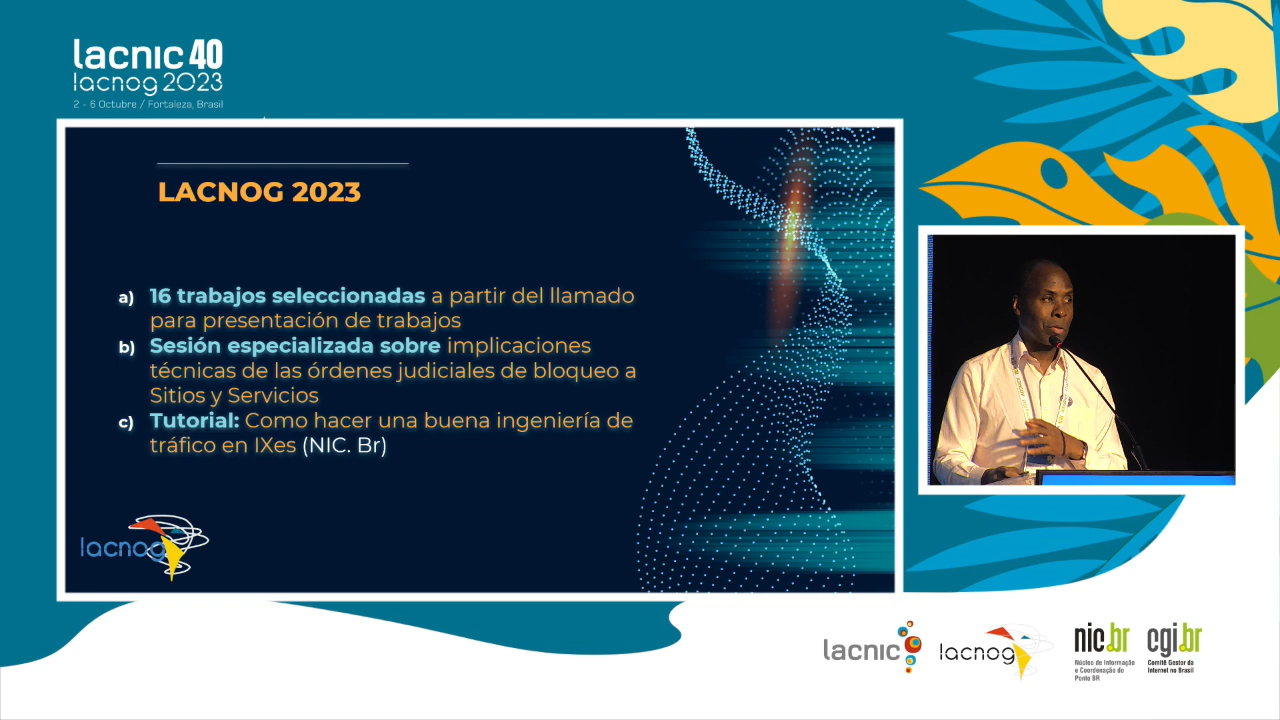 lacnic 40
lacnog 2023
2 - 6 Octubre / Fortaleza, Brasil
LACNOG 2023
a) 16 trabajos seleccionadas a partir del llamado
para presentación de trabajos
b) Sesión especializada sobre implicaciones
técnicas de las órdenes judiciales de bloqueo a
Sitios y Servicios
c) Tutorial: Como hacer una buena ingeniería de
tráfico en IXes (NIC. Br)
lacnog
lacnic
lacnog
nic.br
Núcleo de Informação
e Coordenação do
Ponto BR
cgi.br
Comitê Gestor da
Internet no Brasil